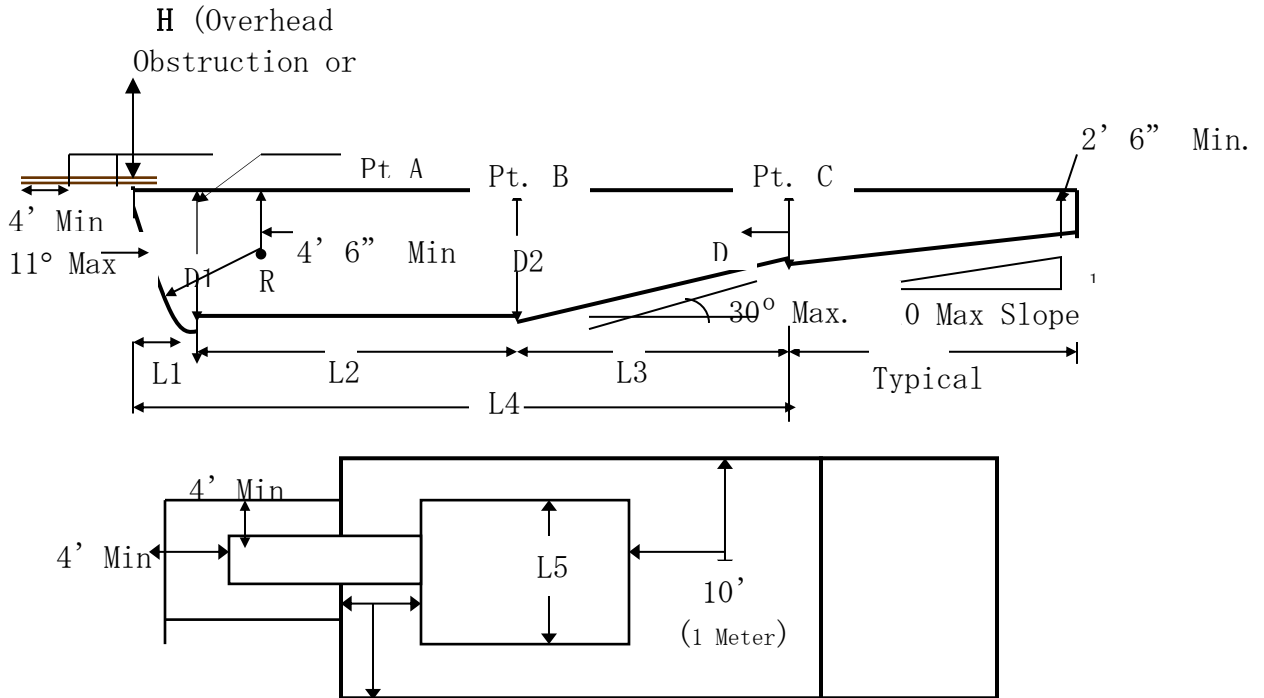 H (Overhead
Obstruction or
2’ 6” Min.
Pt. A
Pt. B
Pt. C
4’ Min
11° Max
4’ 6” Min
D1
R
D2
D
30° Max.
0 Max Slope
1
L1
L2
L3
Typical
L4
4’ Min
4’ Min
L5
10’
(1 Meter)